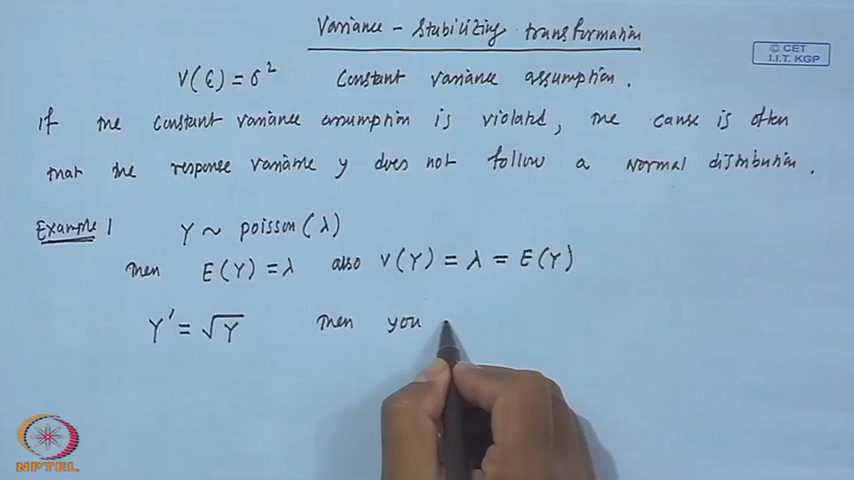 Variance - Stabilizing transformation
© CET
I.I.T. KGP
V(ϵ) = σ² Constant variance assumption.
If the constant variance assumption is violated, the cause is often
that the response variable y does not follow a normal distribution.
Example 1 Y ~ poisson(λ)
Then E(Y) = λ also V(Y) = λ = E(Y)
Y' = √Y Then you
NPTEL